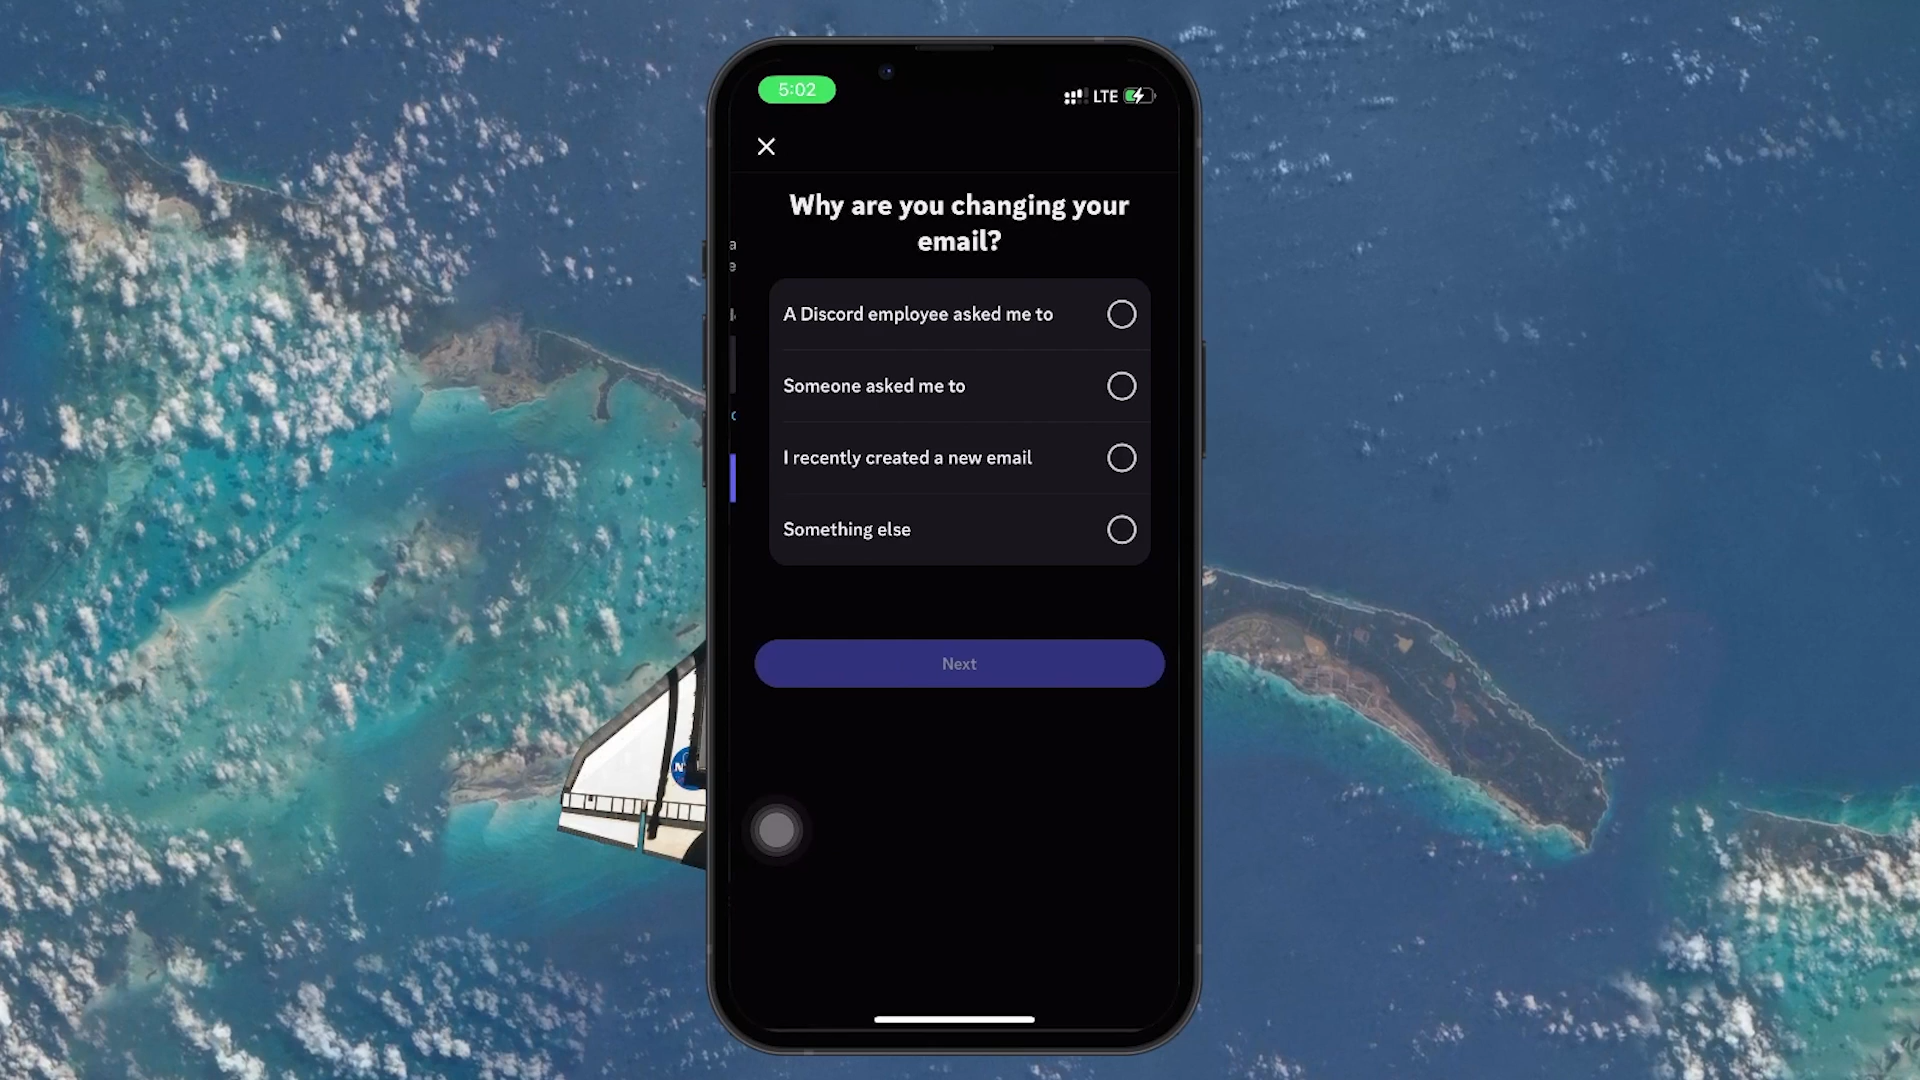 5:02
LTE
Why are you changing your
email?
A Discord employee asked me to
Someone asked me to
I recently created a new email
Something else
Next